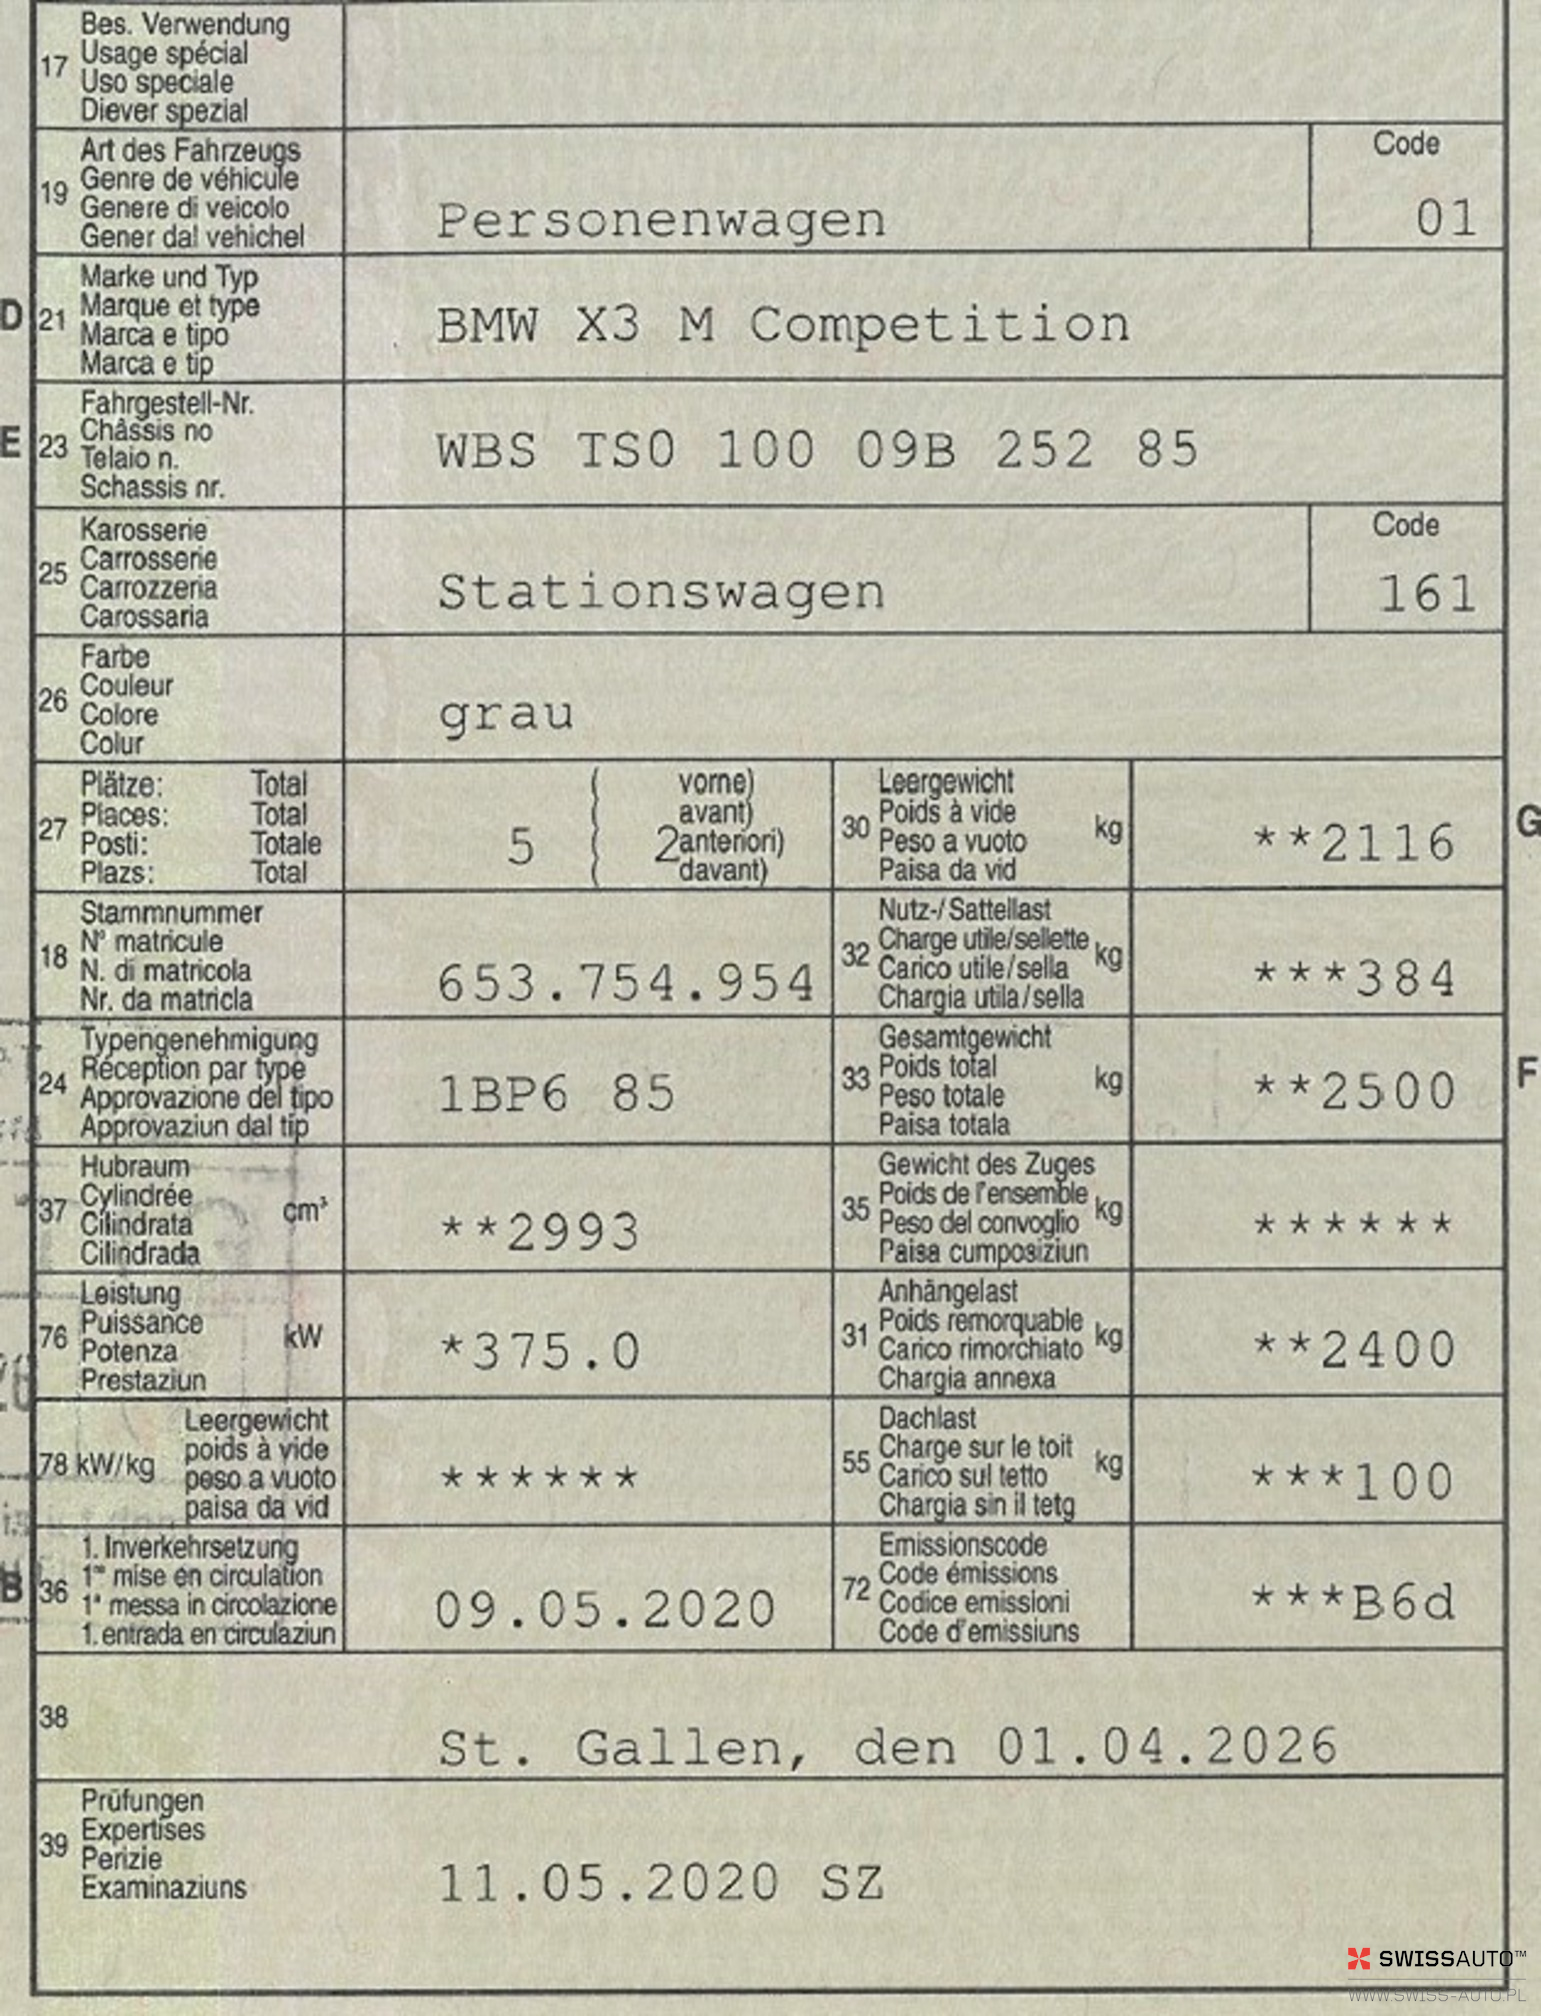 17 Bes. Verwendung
Usage spécial
Uso speciale
Diever spezial
19 Art des Fahrzeugs
Genre de véhicule
Genere di veicolo
Gener dal vehichel
Personenwagen
Code
01
D 21 Marke und Typ
Marque et type
Marca e tipo
Marca e tip
BMW X3 M Competition
E 23 Fahrgestell-Nr.
Châssis no
Telaio n.
Schassis nr.
WBS TS0 100 09B 252 85
25 Karosserie
Carrosserie
Carrozzeria
Carossaria
Stationswagen
Code
161
26 Farbe
Couleur
Colore
Colur
grau
27 Plätze: Total
Places: Total
Posti: Totale
Plazs: Total
5 ( 2
vorne)
avant)
anteriori)
davant)
30 Leergewicht
Poids à vide
Peso a vuoto
Paisa da vid
kg
**2116
G
18 Stammnummer
N° matricule
N. di matricola
Nr. da matricla
653.754.954
32 Nutz-/Sattellast
Charge utile/sellette
Carico utile/sella
Chargia utila/sella
kg
***384
24 Typengenehmigung
Réception par type
Approvazione del tipo
Approvaziun dal tip
1BP6 85
33 Gesamtgewicht
Poids total
Peso totale
Paisa totala
kg
**2500
F
37 Hubraum
Cylindrée
Cilindrata
Cilindrada
cm³
**2993
35 Gewicht des Zuges
Poids de l'ensemble
Peso del convoglio
Paisa cumposiziun
kg
******
76 Leistung
Puissance
Potenza
Prestaziun
kW
*375.0
31 Anhängelast
Poids remorquable
Carico rimorchiato
Chargia annexa
kg
**2400
78 kW/kg
Leergewicht
poids à vide
peso a vuoto
paisa da vid
******
55 Dachlast
Charge sur le toit
Carico sul tetto
Chargia sin il tetg
kg
***100
B 36 1. Inverkehrsetzung
1re mise en circulation
1a messa in circolazione
1. entrada en circulaziun
09.05.2020
72 Emissionscode
Code émissions
Codice emissioni
Code d'emissiuns
***B6d
38
St. Gallen, den 01.04.2026
39 Prüfungen
Expertises
Perizie
Examinaziuns
11.05.2020 SZ
SWISSAUTO™
WWW.SWISS-AUTO.PL